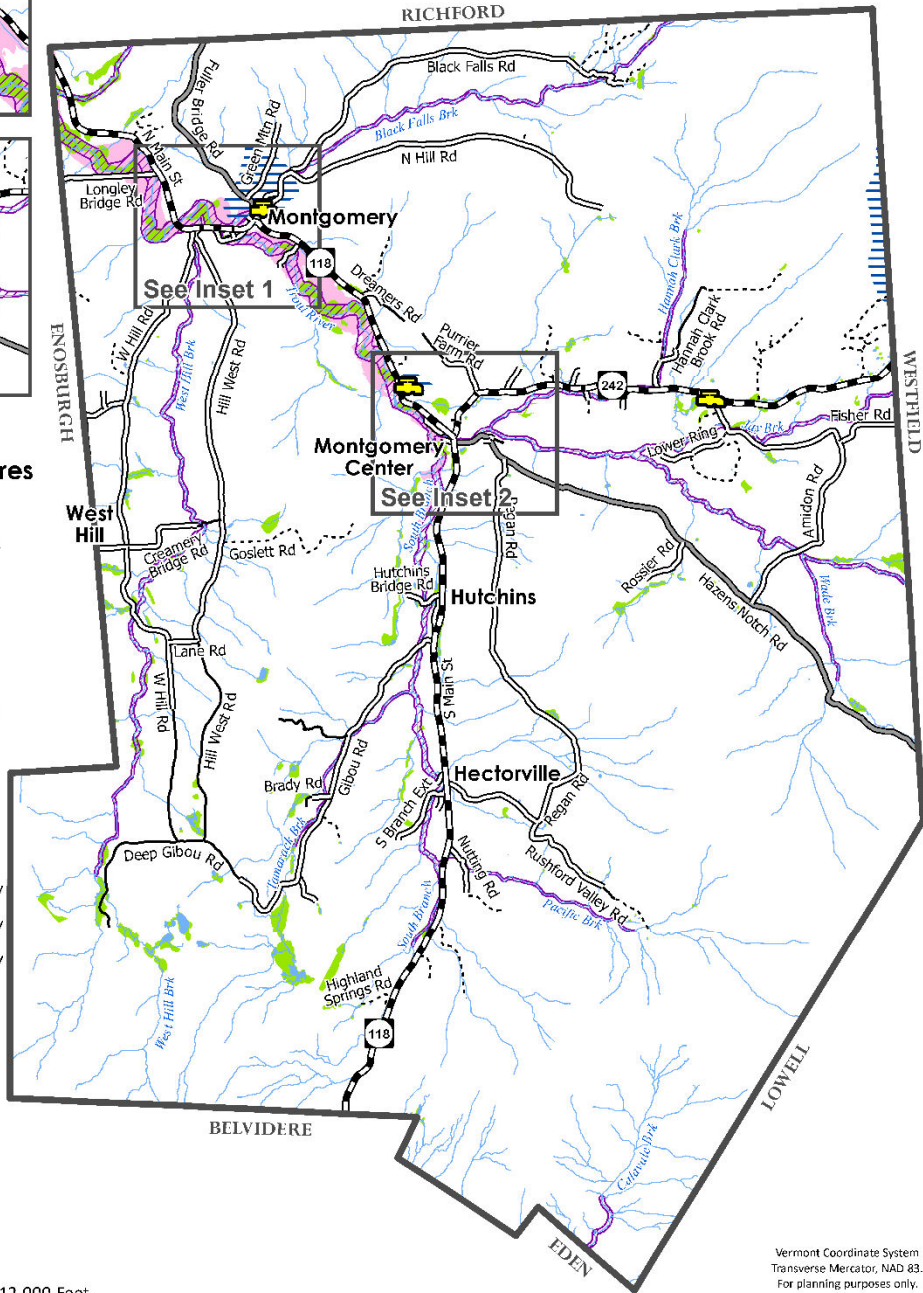 RICHFORD
Black Falls Rd
Fuller Bridge Rd
Green Mtn Rd
Black Falls Brk
N Main St
N Hill Rd
Longley
Bridge Rd
Montgomery
118
See Inset 1
Trout River
Dreamers Rd
Hannah Clark Brk
W Hill Rd
West Hill Brk
Hill West Rd
Purrier
Farm Rd
Hannah Clark
Brook Rd
ENOSBURGH
WESTFIELD
242
Fisher Rd
Lower Ring
Montgomery
Center
See Inset 2
res
Amidon Rd
West
Hill
South Branch
Creamery
Bridge Rd
Goslett Rd
Hutchins
Bridge Rd
Hutchins
Rossier Rd
Hazens Notch Rd
Wade Brk
Lane Rd
W Hill Rd
Hill West Rd
S Main St
Gibou Rd
Brady Rd
Hectorville
S Branch Ext
Regan Rd
Deep Gibou Rd
Tamarack Brk
Nutting Rd
Rushford Valley Rd
Pacific Brk
South Branch
Highland
Springs Rd
West Hill Brk
118
LOWELL
BELVIDERE
Calavale Brk
EDEN
Vermont Coordinate System
Transverse Mercator, NAD 83.
For planning purposes only.